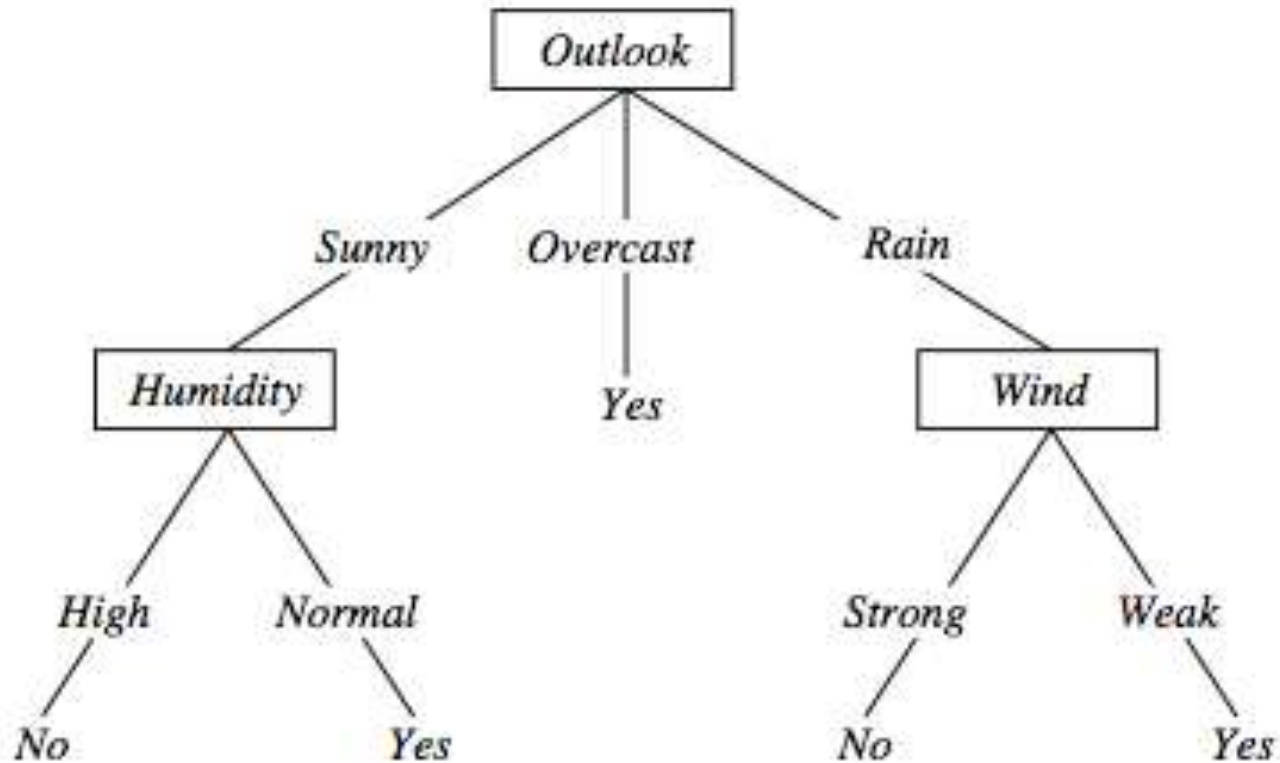 Outlook
Sunny Overcast Rain
Humidity Yes Wind
High Normal Strong Weak
No Yes No Yes